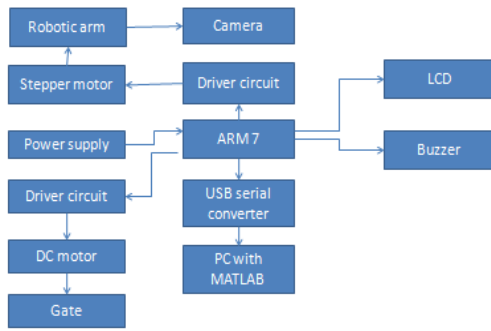 Robotic arm
Camera
Stepper motor
Driver circuit
LCD
Power supply
ARM 7
Buzzer
Driver circuit
USB serial
converter
DC motor
PC with
MATLAB
Gate